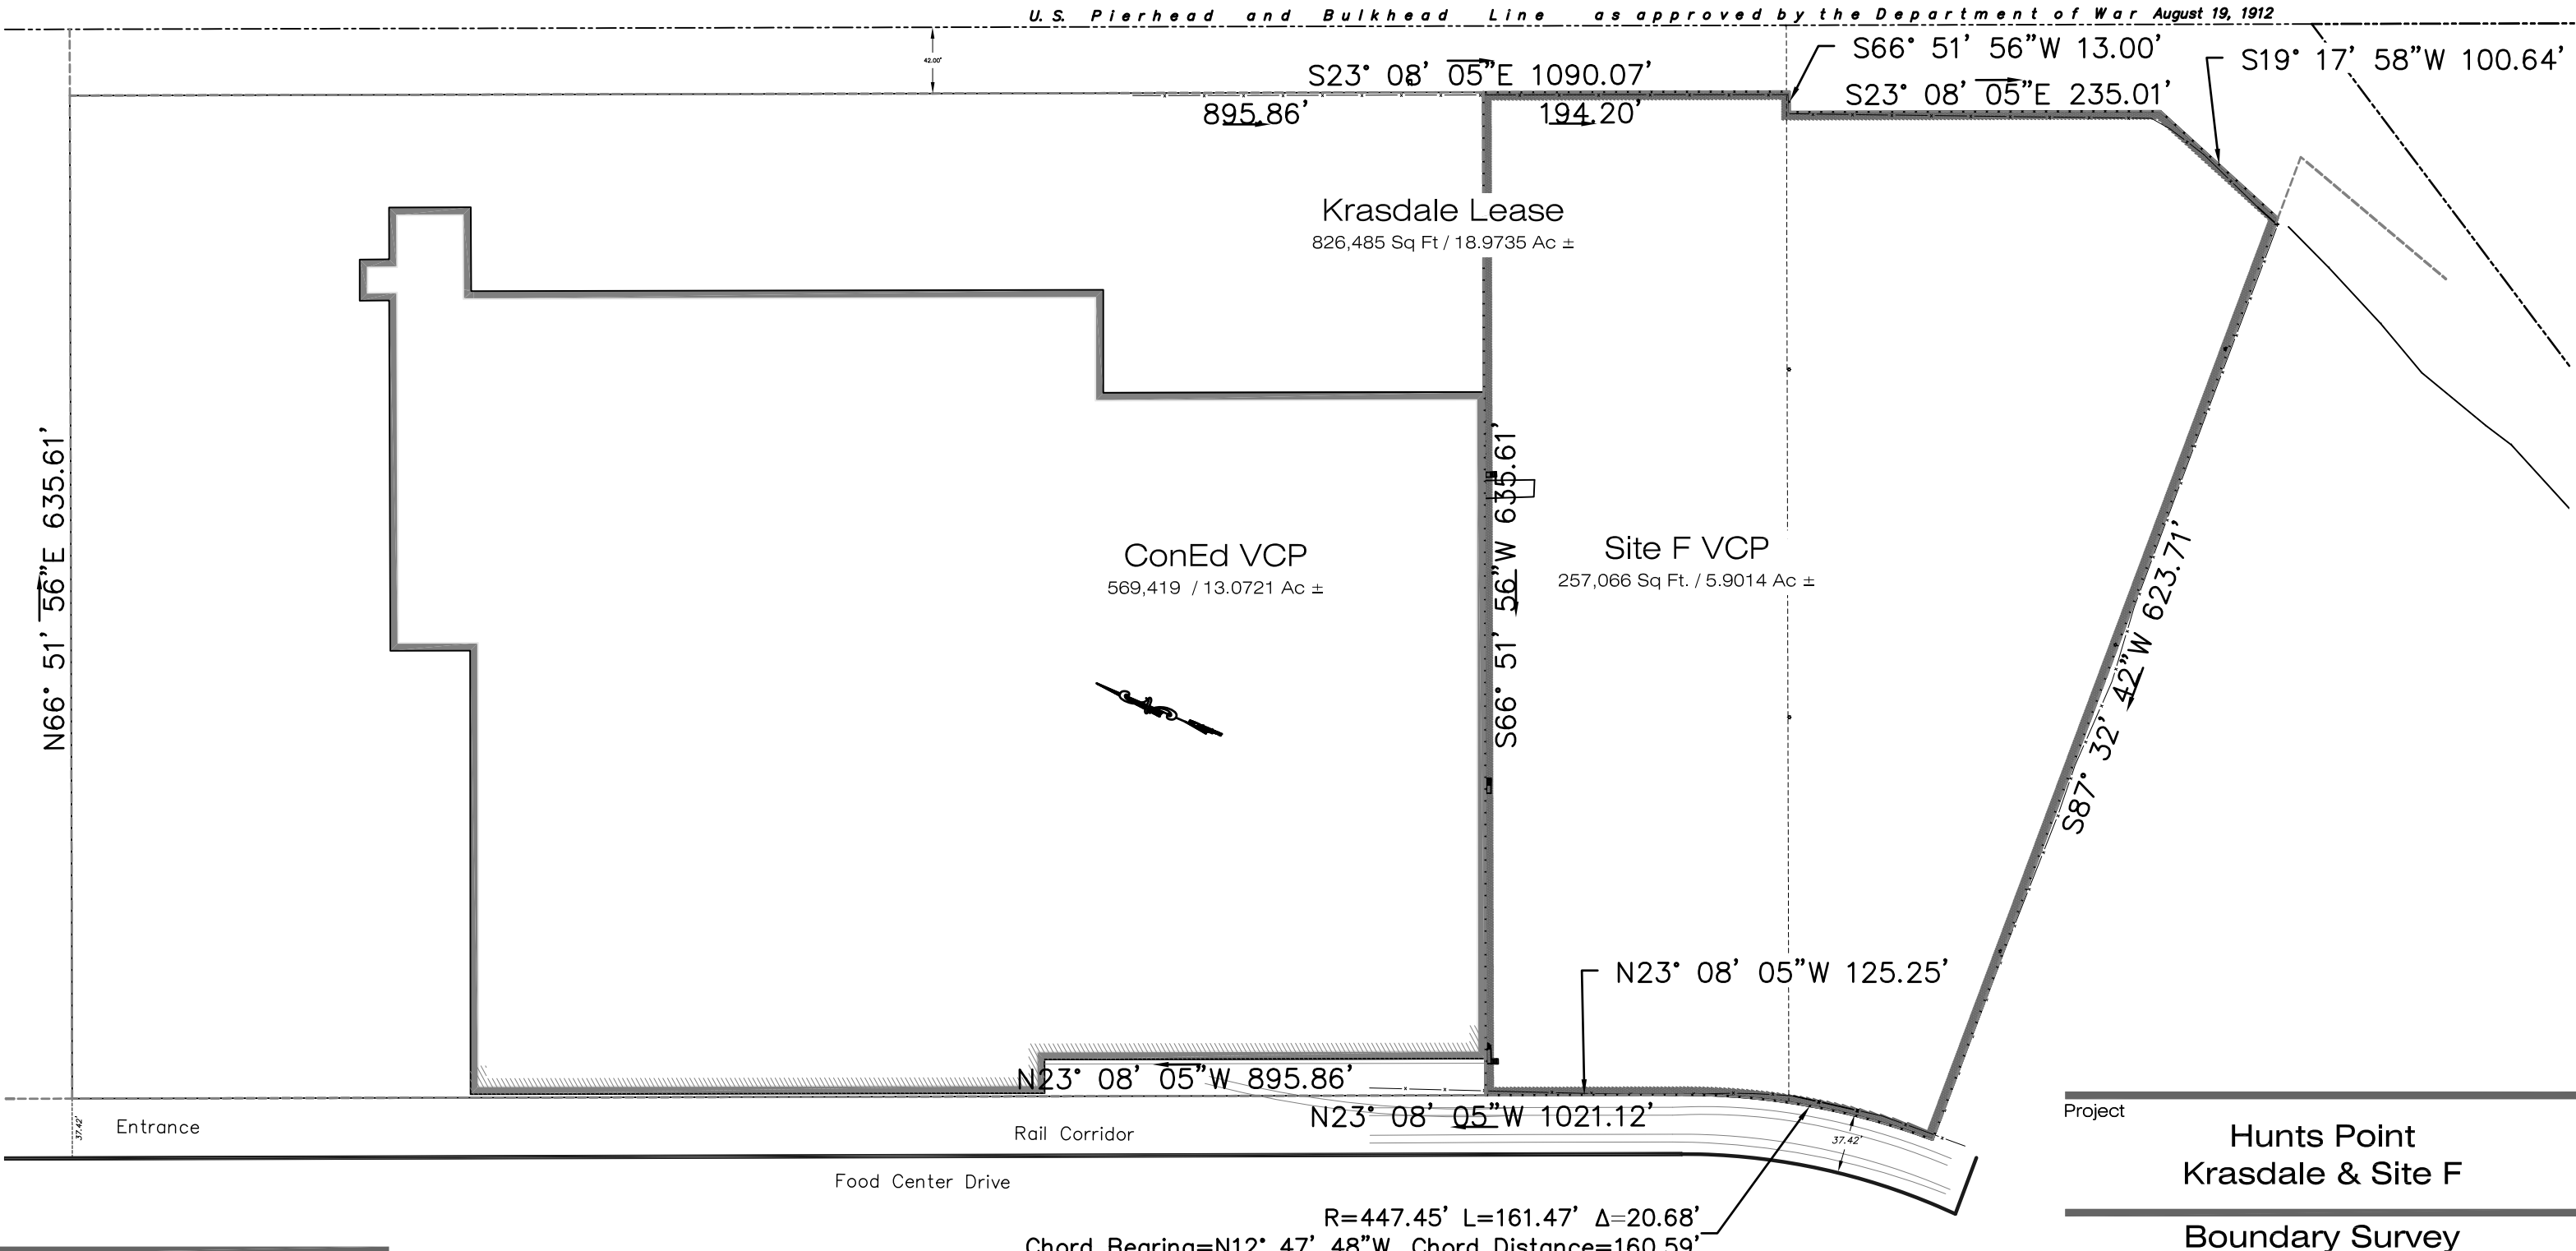 U.S. Pierhead and Bulkhead Line as approved by the Department of War August 19, 1912
42.00'
S23° 08' 05"E 1090.07'
895.86'
194.20'
S66° 51' 56"W 13.00'
S23° 08' 05"E 235.01'
S19° 17' 58"W 100.64'
Krasdale Lease
826,485 Sq Ft / 18.9735 Ac ±
N66° 51' 56"E 635.61'
ConEd VCP
569,419 / 13.0721 Ac ±
S66° 51' 56"W 635.61'
Site F VCP
257,066 Sq Ft. / 5.9014 Ac ±
S87° 32' 42"W 623.71'
N23° 08' 05"W 125.25'
N23° 08' 05"W 895.86'
N23° 08' 05"W 1021.12'
37.42'
Entrance
Rail Corridor
37.42'
Food Center Drive
R=447.45' L=161.47' Δ=20.68'
Chord Bearing=N12° 47' 48"W Chord Distance=160.59'
Project
Hunts Point
Krasdale & Site F
Boundary Survey